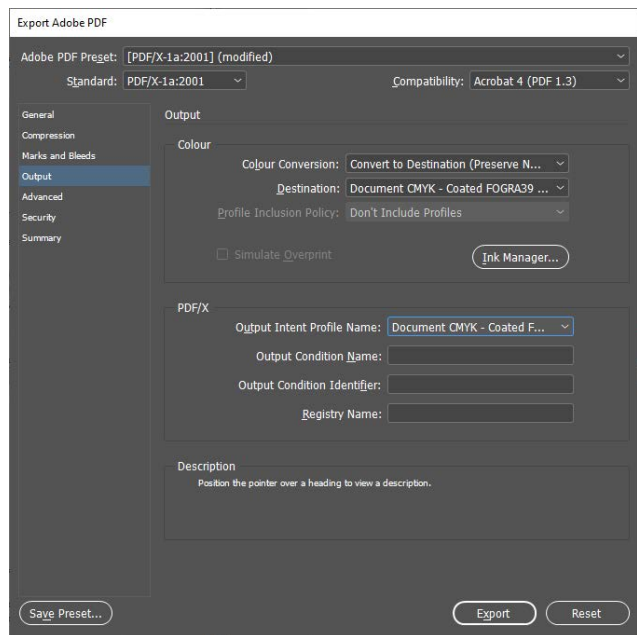 Export Adobe PDF
Adobe PDF Preset: [PDF/X-1a:2001] (modified)
Standard: PDF/X-1a:2001 Compatibility: Acrobat 4 (PDF 1.3)
General
Compression
Marks and Bleeds
Output
Advanced
Security
Summary
Output
Colour
Colour Conversion: Convert to Destination (Preserve N...
Destination: Document CMYK - Coated FOGRA39 ...
Profile Inclusion Policy: Don't Include Profiles
Simulate Overprint
Ink Manager...
PDF/X
Output Intent Profile Name: Document CMYK - Coated F...
Output Condition Name:
Output Condition Identifier:
Registry Name:
Description
Position the pointer over a heading to view a description.
Save Preset... Export Reset